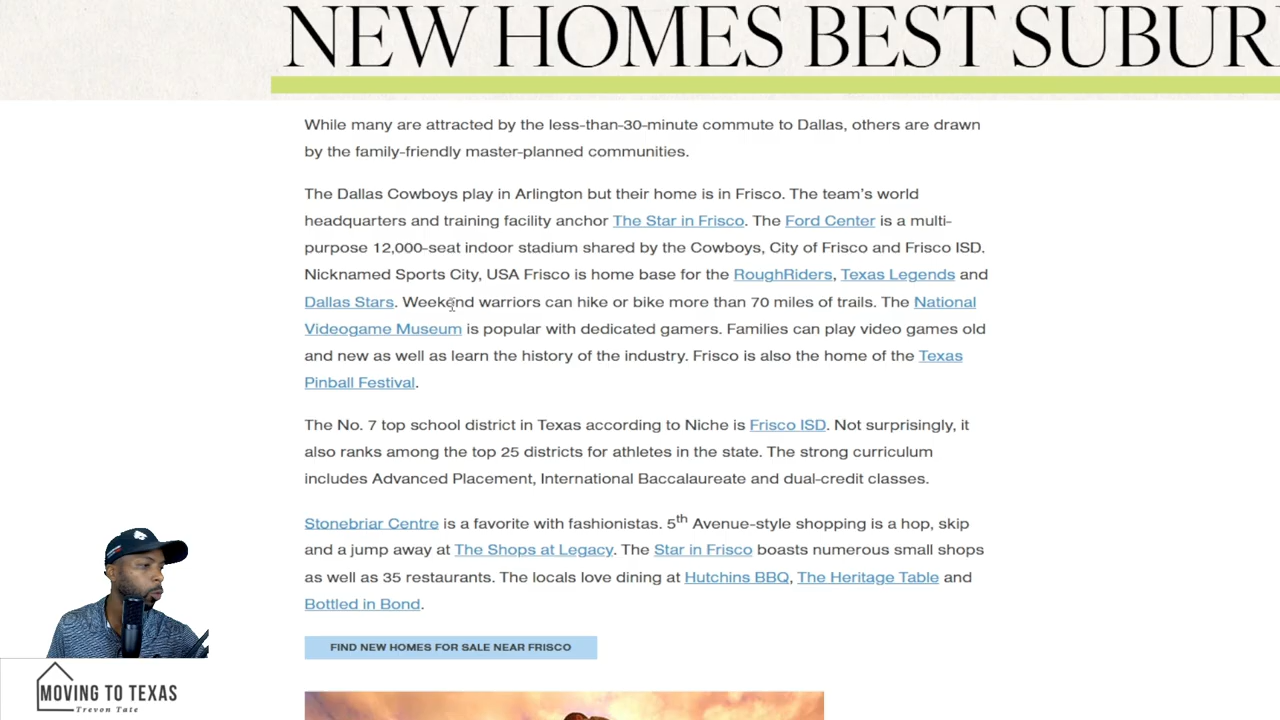 NEW HOMES BEST SUBUR
While many are attracted by the less-than-30-minute commute to Dallas, others are drawn
by the family-friendly master-planned communities.
The Dallas Cowboys play in Arlington but their home is in Frisco. The team's world
headquarters and training facility anchor The Star in Frisco. The Ford Center is a multi-
purpose 12,000-seat indoor stadium shared by the Cowboys, City of Frisco and Frisco ISD.
Nicknamed Sports City, USA Frisco is home base for the RoughRiders, Texas Legends and
Dallas Stars. Weekend warriors can hike or bike more than 70 miles of trails. The National
Videogame Museum is popular with dedicated gamers. Families can play video games old
and new as well as learn the history of the industry. Frisco is also the home of the Texas
Pinball Festival.
The No. 7 top school district in Texas according to Niche is Frisco ISD. Not surprisingly, it
also ranks among the top 25 districts for athletes in the state. The strong curriculum
includes Advanced Placement, International Baccalaureate and dual-credit classes.
Stonebriar Centre is a favorite with fashionistas. 5th Avenue-style shopping is a hop, skip
and a jump away at The Shops at Legacy. The Star in Frisco boasts numerous small shops
as well as 35 restaurants. The locals love dining at Hutchins BBQ, The Heritage Table and
Bottled in Bond.
FIND NEW HOMES FOR SALE NEAR FRISCO
MOVING TO TEXAS
Trevon Tate